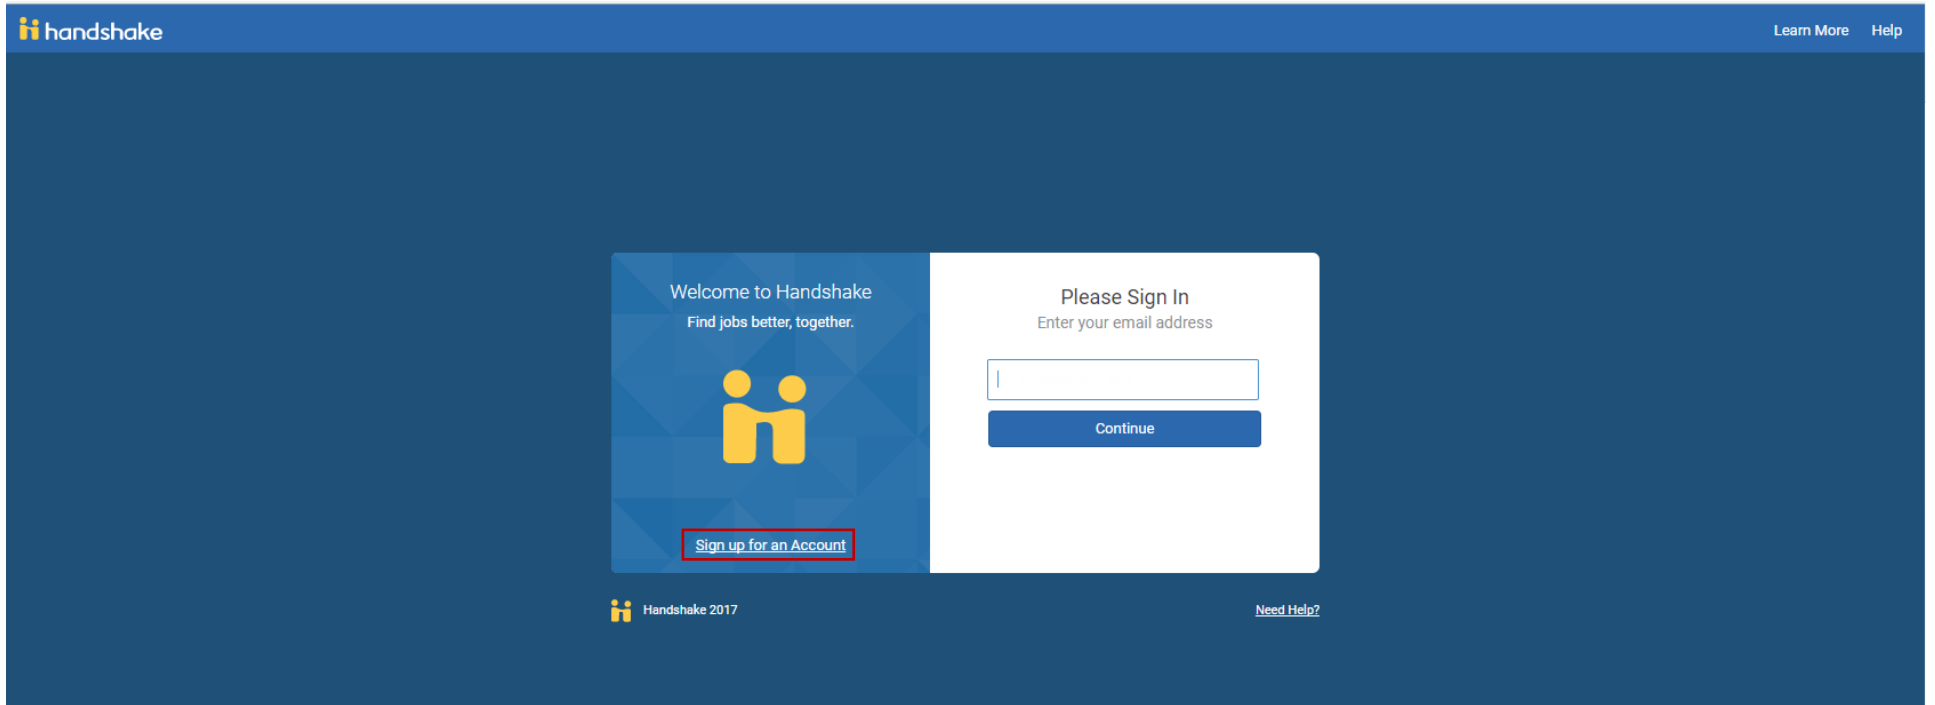 handshake
Learn More
Help
Welcome to Handshake
Find jobs better, together.
Sign up for an Account
Please Sign In
Enter your email address
Continue
Handshake 2017
Need Help?